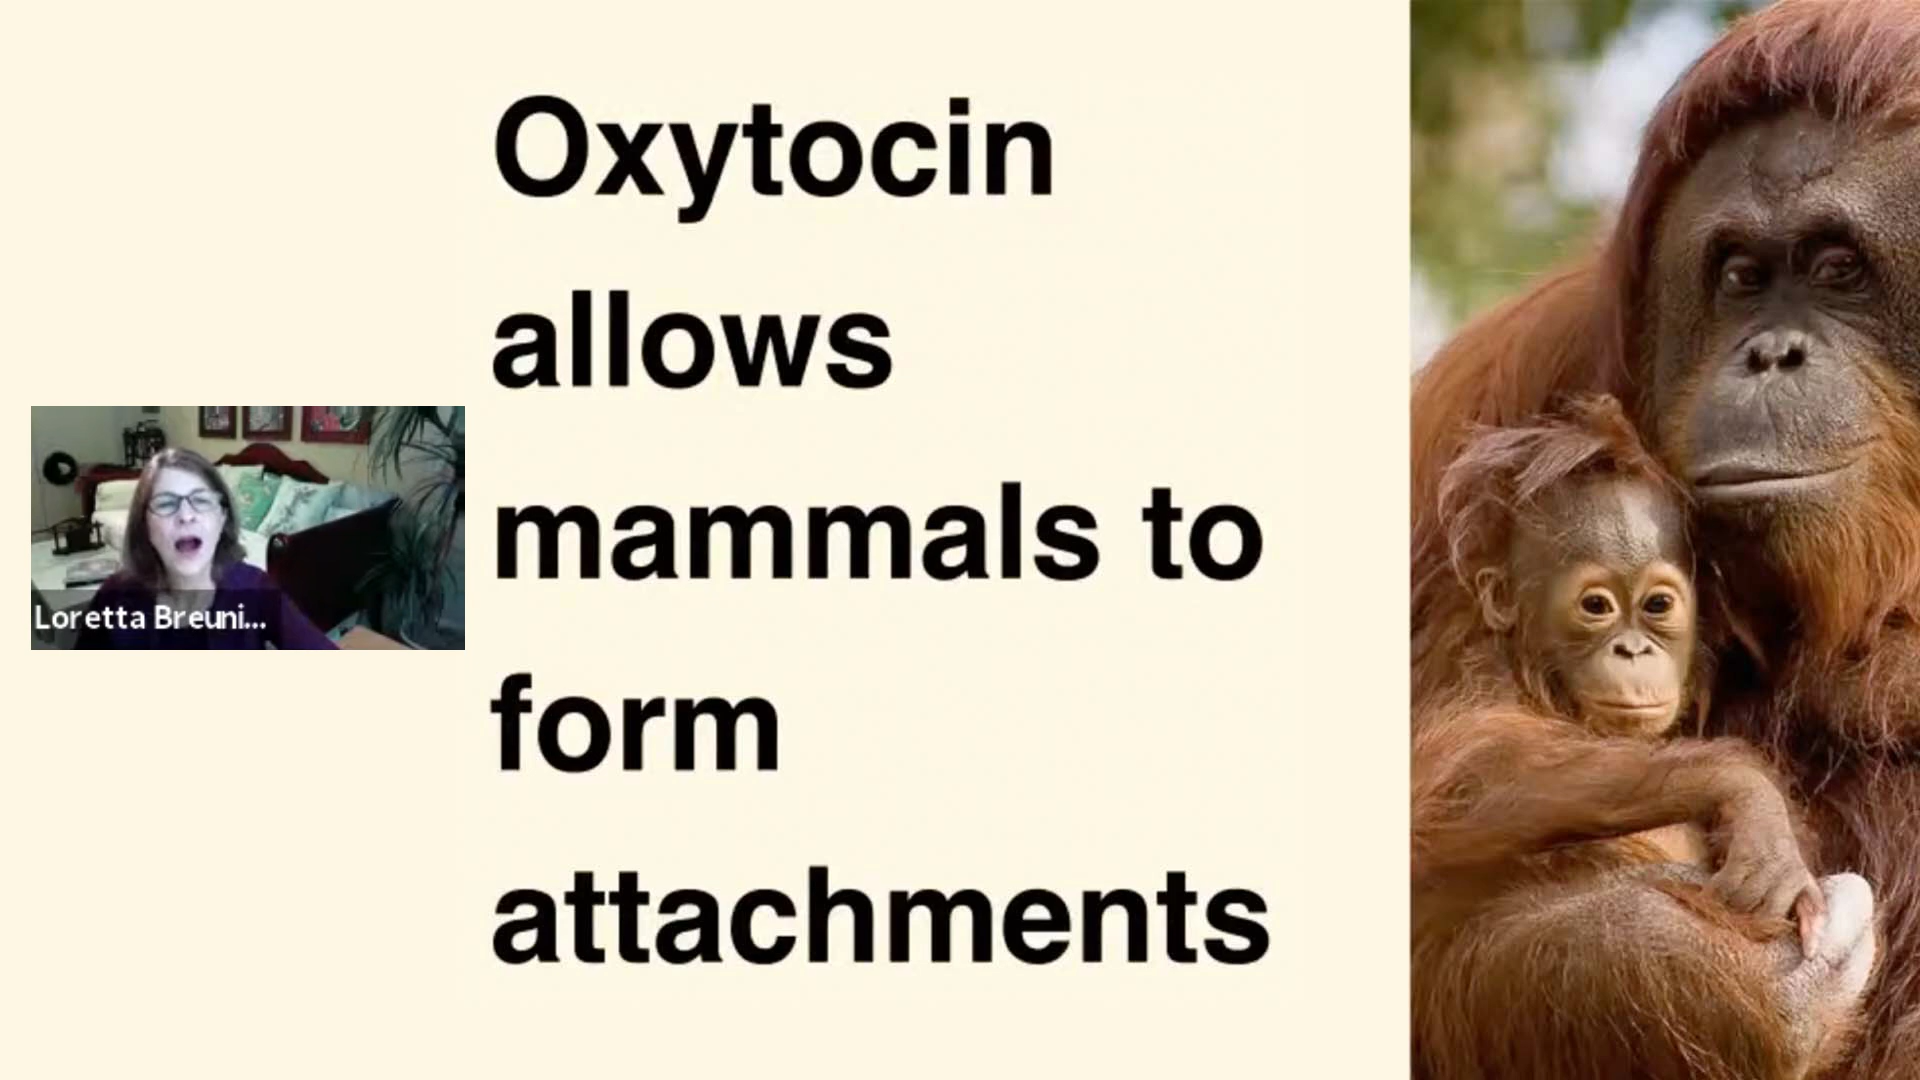 Oxytocin
allows
mammals to
form
attachments
Loretta Breuni...